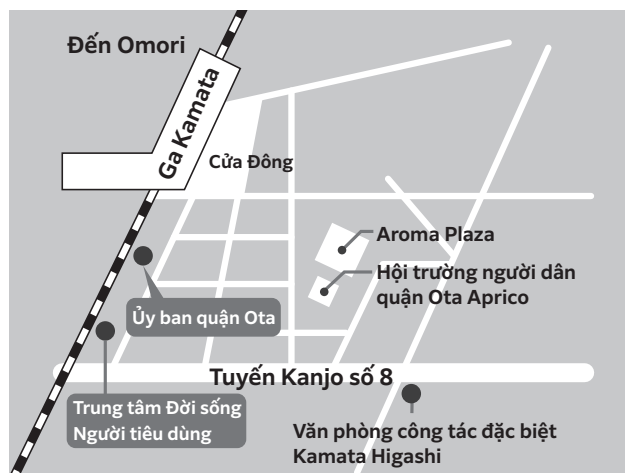 Đến Omori
Ga Kamata
Cửa Đông
Aroma Plaza
Hội trường người dân
quận Ota Aprico
Ủy ban quận Ota
Tuyến Kanjo số 8
Trung tâm Đời sống
Người tiêu dùng
Văn phòng công tác đặc biệt
Kamata Higashi